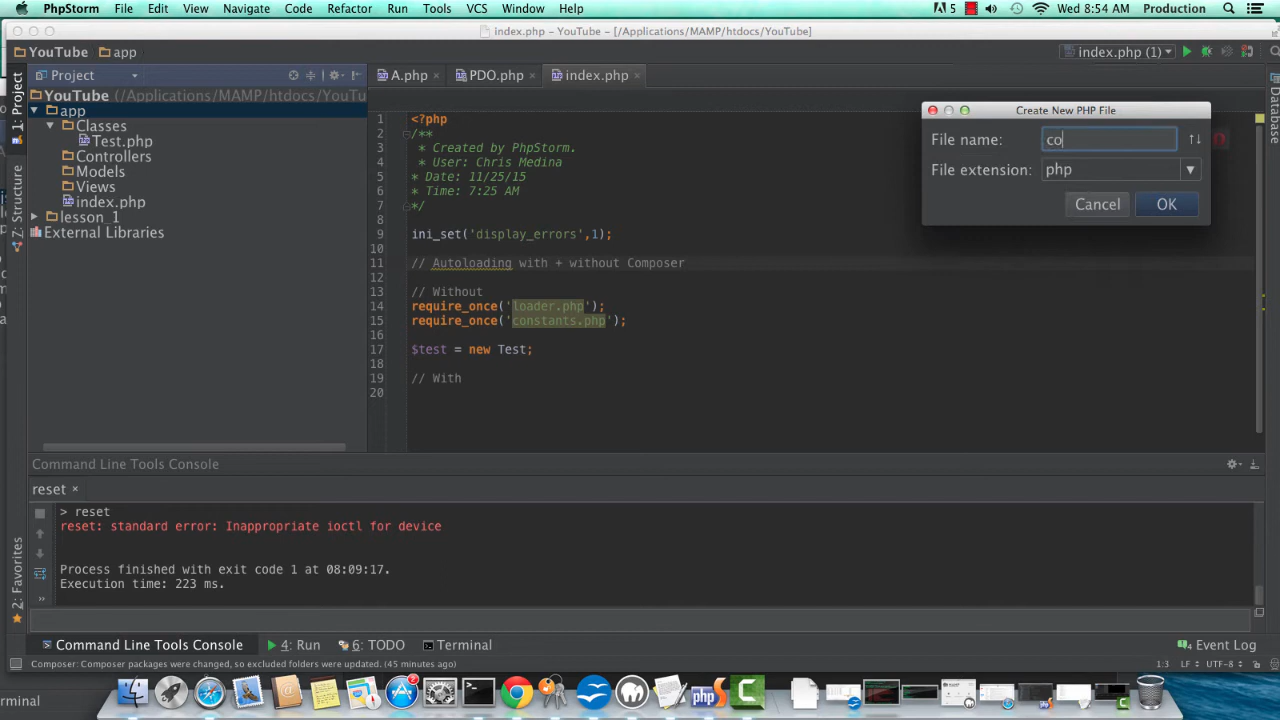 PhpStorm File Edit View Navigate Code Refactor Run Tools VCS Window Help 5 Wed 8:54 AM Production
index.php – YouTube – [/Applications/MAMP/htdocs/YouTube]
YouTube app index.php (1)
Project A.php PDO.php index.php
YouTube (/Applications/MAMP/htdocs/YouTu
app
Classes
Test.php
Controllers
Models
Views
index.php
lesson_1
External Libraries
1: Project
7: Structure
2: Favorites
Database
1 <?php
2 /**
3 * Created by PhpStorm.
4 * User: Chris Medina
5 * Date: 11/25/15
6 * Time: 7:25 AM
7 */
8
9 ini_set('display_errors',1);
10
11 // Autoloading with + without Composer
12
13 // Without
14 require_once('loader.php');
15 require_once('constants.php');
16
17 $test = new Test;
18
19 // With
20
Create New PHP File
File name: co
File extension: php
Cancel OK
Command Line Tools Console
reset
> reset
reset: standard error: Inappropriate ioctl for device
Process finished with exit code 1 at 08:09:17.
Execution time: 223 ms.
Command Line Tools Console 4: Run 6: TODO Terminal 4 Event Log
Composer: Composer packages were changed, so excluded folders were updated. (45 minutes ago) 1:3 LF UTF-8
erminal